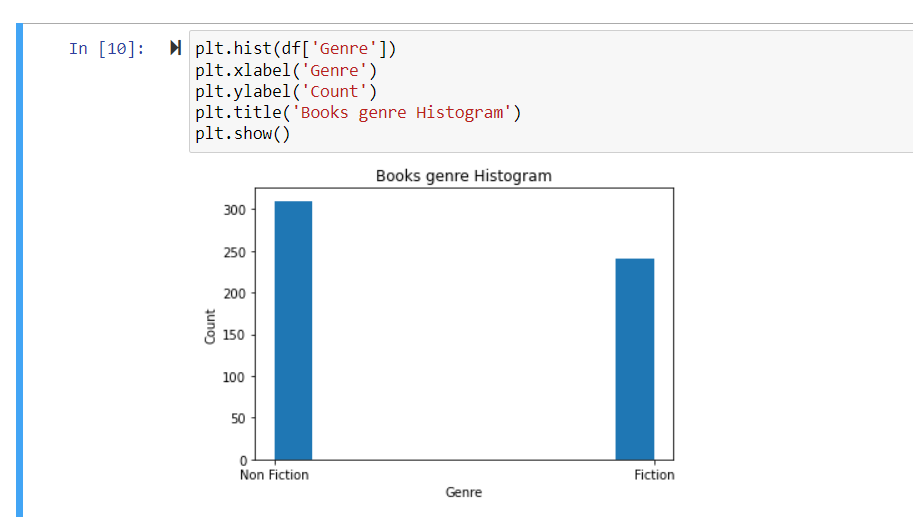 In [10]:
plt.hist(df['Genre'])
plt.xlabel('Genre')
plt.ylabel('Count')
plt.title('Books genre Histogram')
plt.show()
Books genre Histogram
300
250
200
150
100
50
0
Count
Non Fiction Fiction
Genre